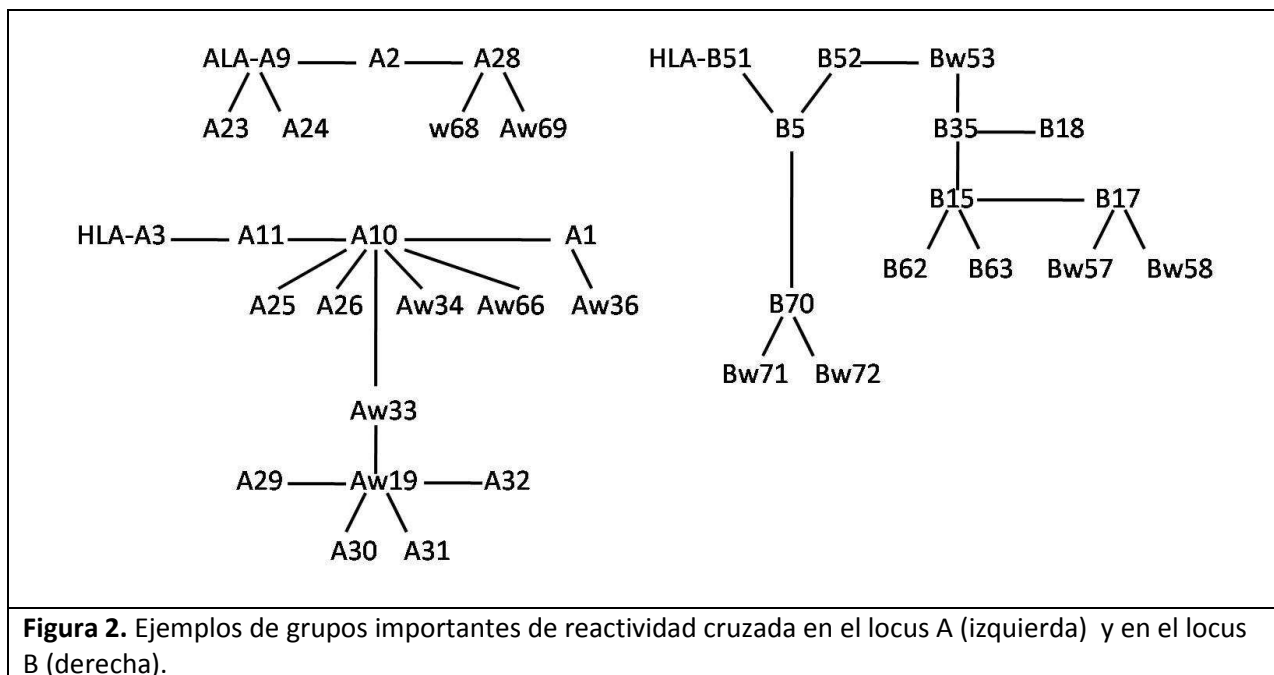 ALA-A9 A2 A28
A23 A24 w68 Aw69
HLA-A3 A11 A10 A1
A25 A26 Aw34 Aw66 Aw36
Aw33
A29 Aw19 A32
A30 A31
HLA-B51 B52 Bw53
B5 B35 B18
B15 B17
B62 B63 Bw57 Bw58
B70
Bw71 Bw72
Figura 2. Ejemplos de grupos importantes de reactividad cruzada en el locus A (izquierda) y en el locus
B (derecha).